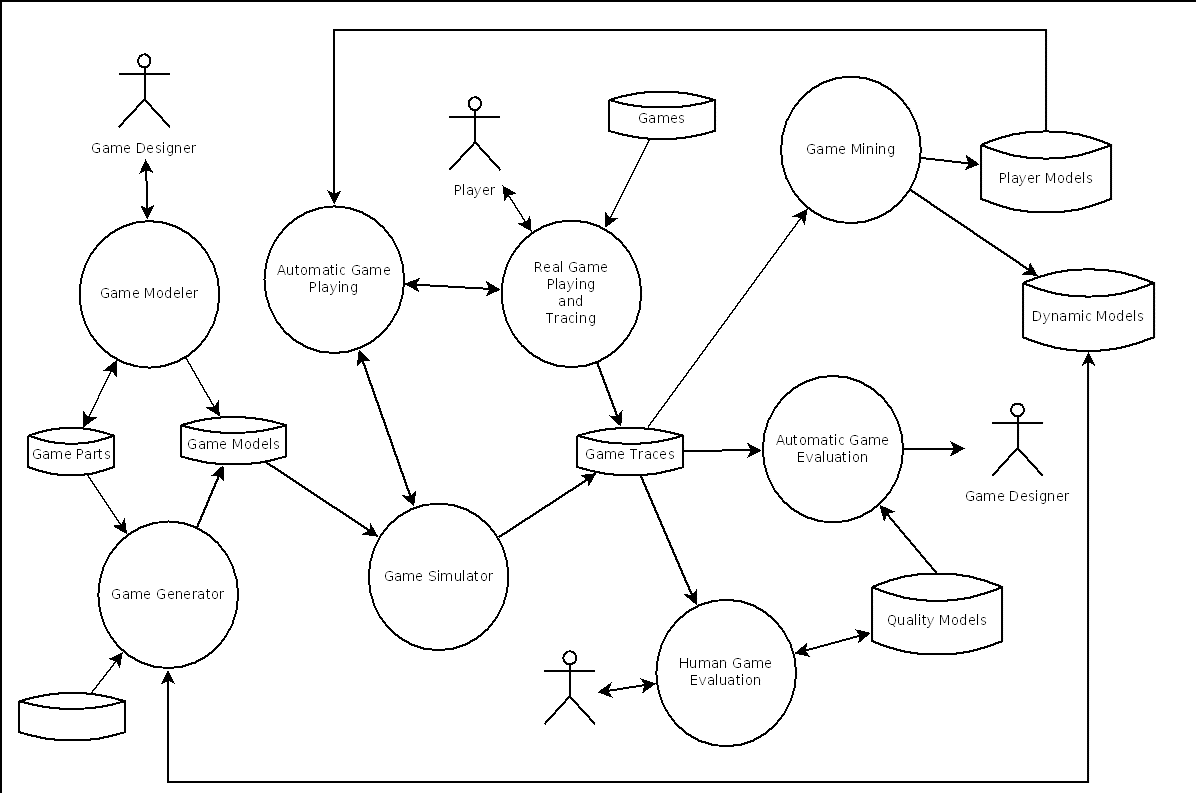 Game Designer
Player
Games
Game Mining
Player Models
Game Modeler
Automatic Game
Playing
Real Game
Playing
and
Tracing
Dynamic Models
Game Parts
Game Models
Game Traces
Automatic Game
Evaluation
Game Designer
Game Generator
Game Simulator
Quality Models
Human Game
Evaluation